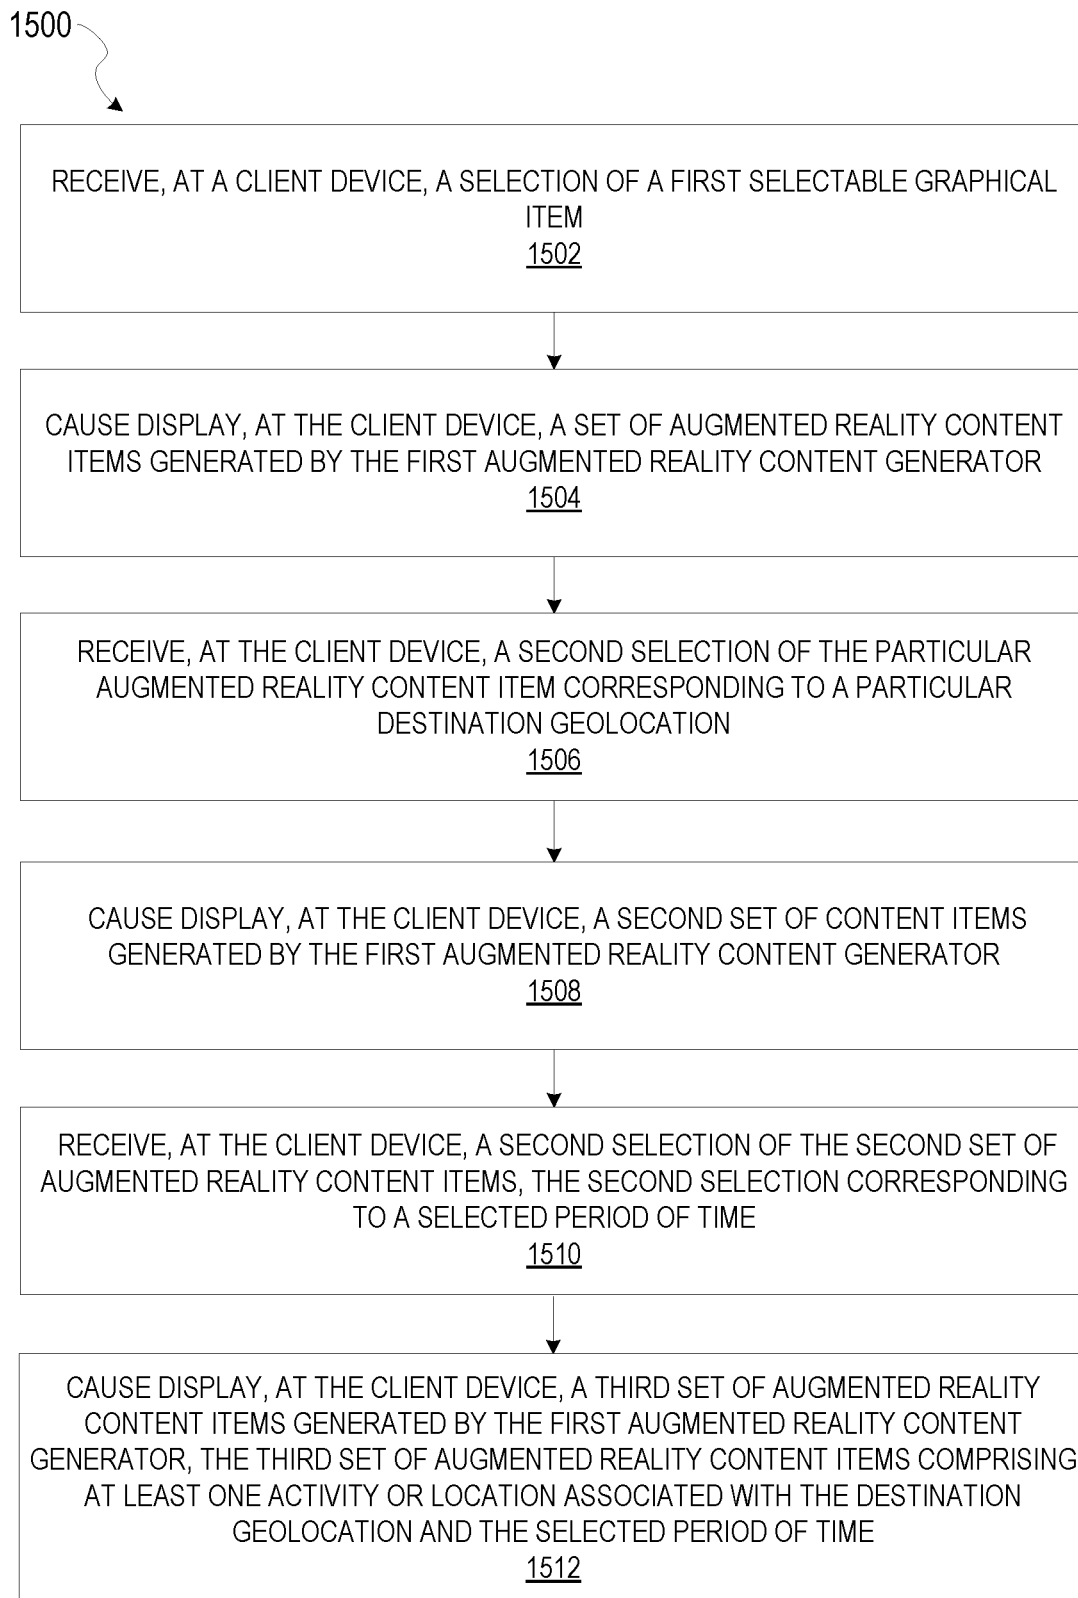 1500
RECEIVE, AT A CLIENT DEVICE, A SELECTION OF A FIRST SELECTABLE GRAPHICAL
ITEM
1502
CAUSE DISPLAY, AT THE CLIENT DEVICE, A SET OF AUGMENTED REALITY CONTENT
ITEMS GENERATED BY THE FIRST AUGMENTED REALITY CONTENT GENERATOR
1504
RECEIVE, AT THE CLIENT DEVICE, A SECOND SELECTION OF THE PARTICULAR
AUGMENTED REALITY CONTENT ITEM CORRESPONDING TO A PARTICULAR
DESTINATION GEOLOCATION
1506
CAUSE DISPLAY, AT THE CLIENT DEVICE, A SECOND SET OF CONTENT ITEMS
GENERATED BY THE FIRST AUGMENTED REALITY CONTENT GENERATOR
1508
RECEIVE, AT THE CLIENT DEVICE, A SECOND SELECTION OF THE SECOND SET OF
AUGMENTED REALITY CONTENT ITEMS, THE SECOND SELECTION CORRESPONDING
TO A SELECTED PERIOD OF TIME
1510
CAUSE DISPLAY, AT THE CLIENT DEVICE, A THIRD SET OF AUGMENTED REALITY
CONTENT ITEMS GENERATED BY THE FIRST AUGMENTED REALITY CONTENT
GENERATOR, THE THIRD SET OF AUGMENTED REALITY CONTENT ITEMS COMPRISING
AT LEAST ONE ACTIVITY OR LOCATION ASSOCIATED WITH THE DESTINATION
GEOLOCATION AND THE SELECTED PERIOD OF TIME
1512